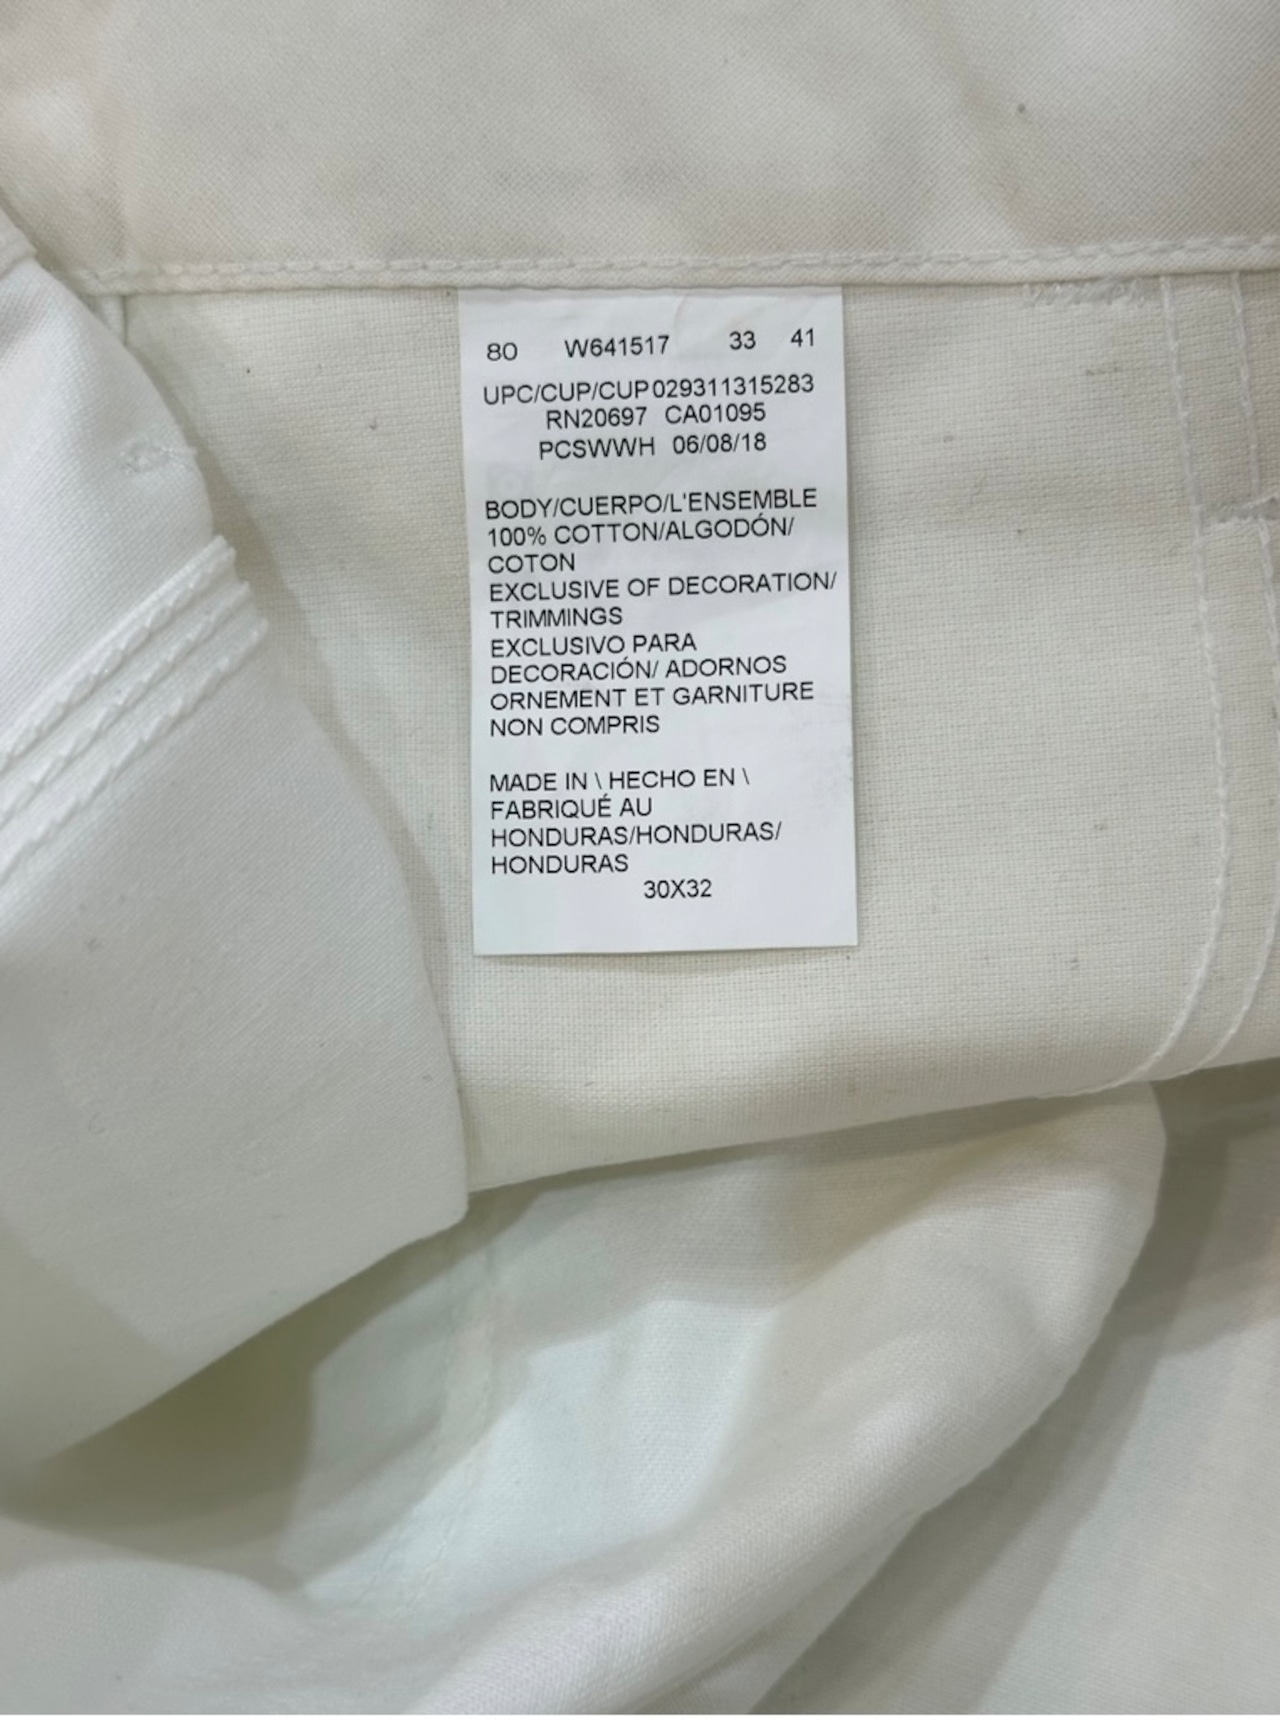 80 W641517 33 41
UPC/CUP/CUP029311315283
RN20697 CA01095
PCSWWH 06/08/18
BODY/CUERPO/L'ENSEMBLE
100% COTTON/ALGODÓN/
COTON
EXCLUSIVE OF DECORATION/
TRIMMINGS
EXCLUSIVO PARA
DECORACIÓN/ ADORNOS
ORNEMENT ET GARNITURE
NON COMPRIS
MADE IN \ HECHO EN \
FABRIQUÉ AU
HONDURAS/HONDURAS/
HONDURAS
30X32